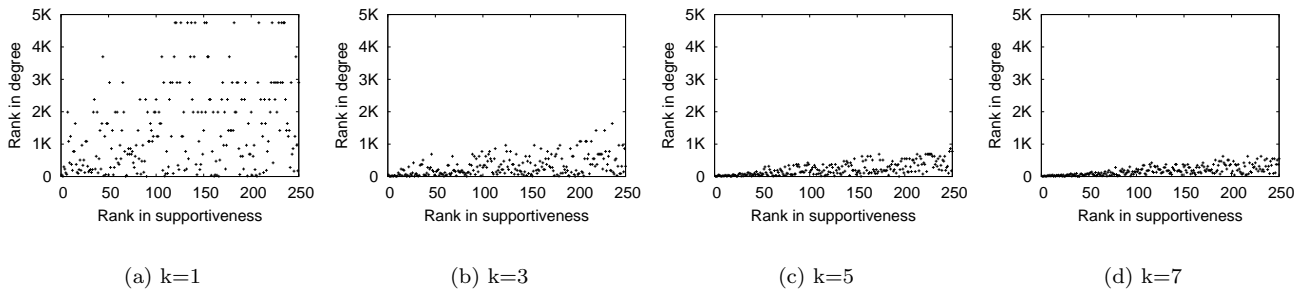 5K
4K
3K
2K
1K
0
Rank in degree
0 50 100 150 200 250
Rank in supportiveness
(a) k=1
5K
4K
3K
2K
1K
0
Rank in degree
0 50 100 150 200 250
Rank in supportiveness
(b) k=3
5K
4K
3K
2K
1K
0
Rank in degree
0 50 100 150 200 250
Rank in supportiveness
(c) k=5
5K
4K
3K
2K
1K
0
Rank in degree
0 50 100 150 200 250
Rank in supportiveness
(d) k=7